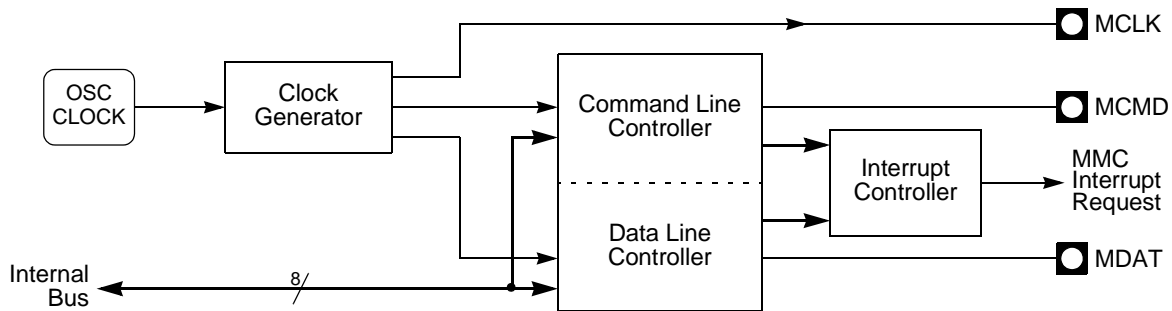 OSC
CLOCK
Clock
Generator
Command Line
Controller
Data Line
Controller
Interrupt
Controller
MCLK
MCMD
MMC
Interrupt
Request
MDAT
Internal
Bus
8